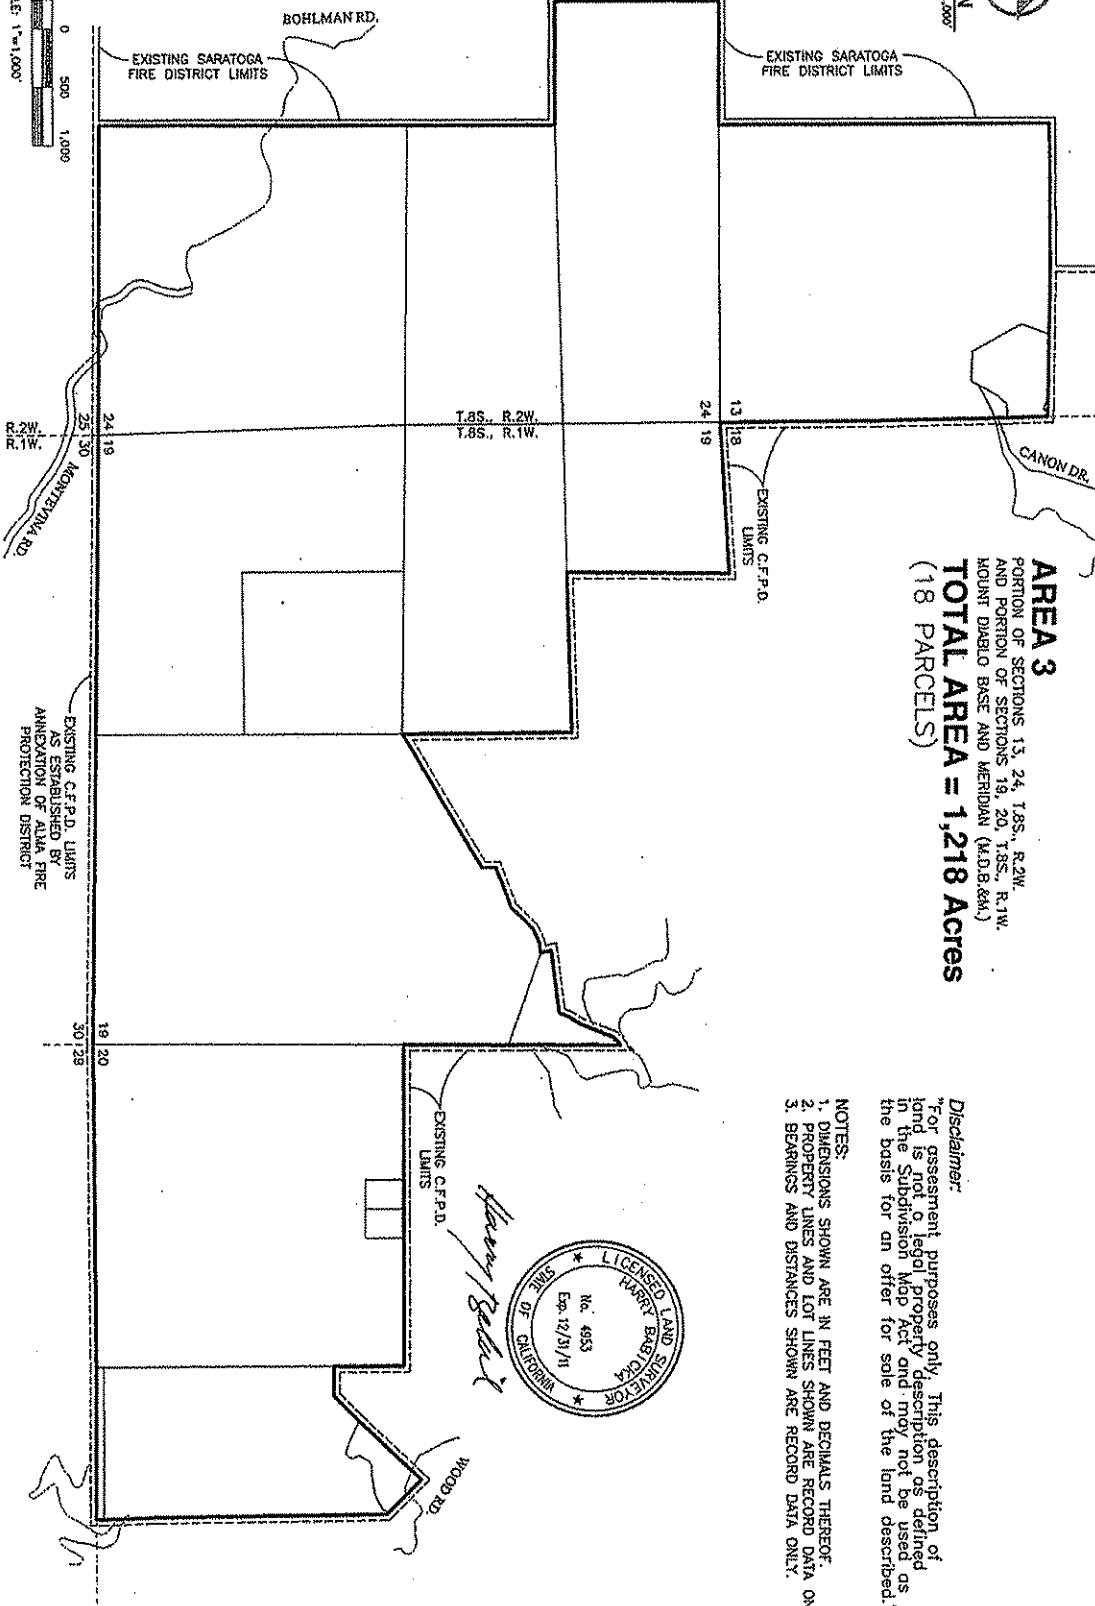 N
,000'
0 500 1,000
LE: 1"=1,000'
BOHLMAN RD.
EXISTING SARATOGA
FIRE DISTRICT LIMITS
EXISTING SARATOGA
FIRE DISTRICT LIMITS
CANON DR.
13 18
24 19
T.8S., R.2W.
T.8S., R.1W.
24 19
25 30
R.2W.
R.1W.
MONTEVINA RD.
EXISTING C.F.P.D.
LIMITS
AREA 3
PORTION OF SECTIONS 13, 24, T.8S., R.2W.
AND PORTION OF SECTIONS 19, 20, T.8S., R.1W.
MOUNT DIABLO BASE AND MERIDIAN (M.D.B.&M.)
TOTAL AREA = 1,218 Acres
(18 PARCELS)
EXISTING C.F.P.D. LIMITS
AS ESTABLISHED BY
ANNEXATION OF ALMA FIRE
PROTECTION DISTRICT
19 20
30 29
EXISTING C.F.P.D.
LIMITS
Disclaimer:
"For assesment purposes only. This description of
land is not a legal property description as defined
in the Subdivision Map Act and may not be used as
the basis for an offer for sale of the land described.
NOTES:
1. DIMENSIONS SHOWN ARE IN FEET AND DECIMALS THEREOF.
2. PROPERTY LINES AND LOT LINES SHOWN ARE RECORD DATA ON
3. BEARINGS AND DISTANCES SHOWN ARE RECORD DATA ONLY.
LICENSED LAND SURVEYOR
HARRY BABICKA
No. 4953
Exp. 12/31/11
STATE OF CALIFORNIA
Harry Babicka
WOOD RD.